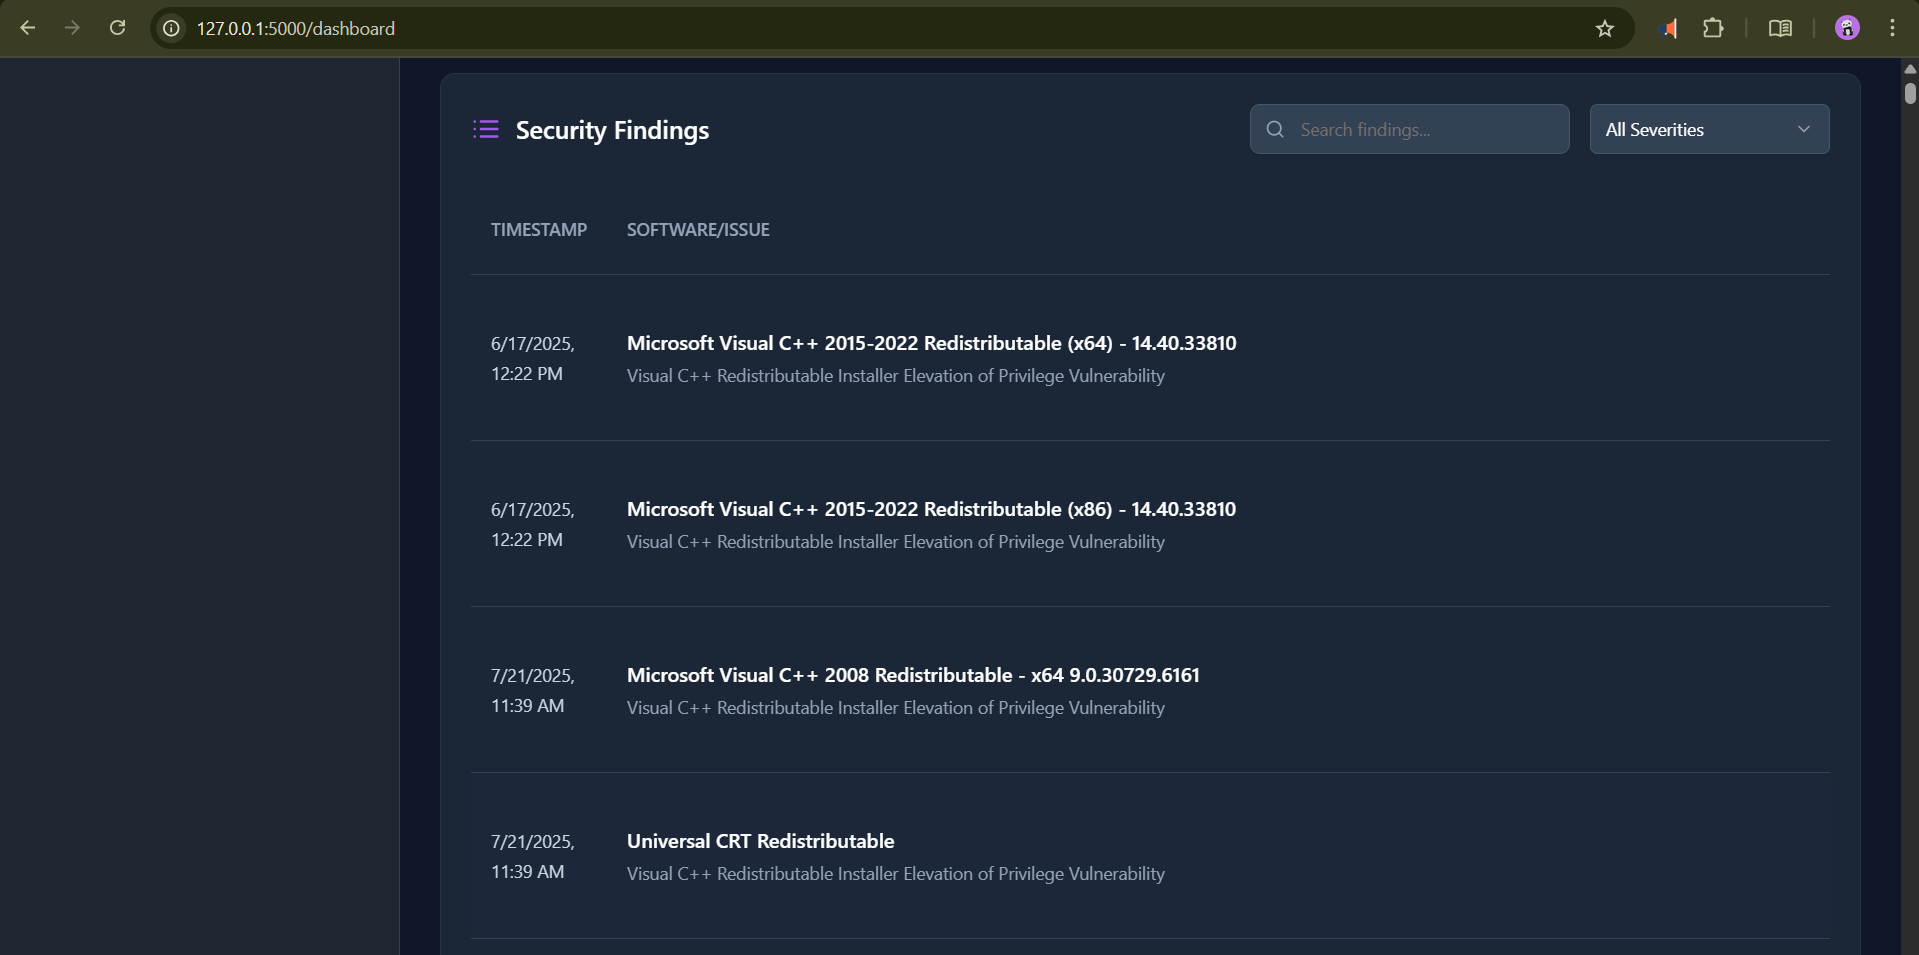 127.0.0.1:5000/dashboard
Security Findings
Search findings...
All Severities
TIMESTAMP SOFTWARE/ISSUE
6/17/2025,
12:22 PM
Microsoft Visual C++ 2015-2022 Redistributable (x64) - 14.40.33810
Visual C++ Redistributable Installer Elevation of Privilege Vulnerability
6/17/2025,
12:22 PM
Microsoft Visual C++ 2015-2022 Redistributable (x86) - 14.40.33810
Visual C++ Redistributable Installer Elevation of Privilege Vulnerability
7/21/2025,
11:39 AM
Microsoft Visual C++ 2008 Redistributable - x64 9.0.30729.6161
Visual C++ Redistributable Installer Elevation of Privilege Vulnerability
7/21/2025,
11:39 AM
Universal CRT Redistributable
Visual C++ Redistributable Installer Elevation of Privilege Vulnerability